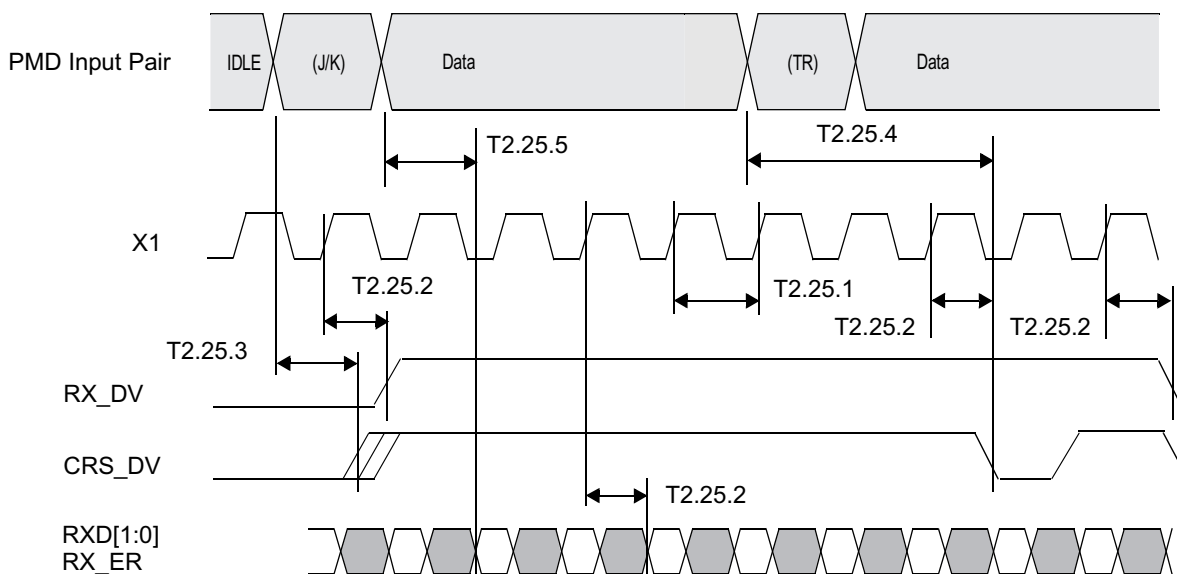 PMD Input Pair IDLE (J/K) Data (TR) Data
T2.25.5 T2.25.4
X1
T2.25.2 T2.25.1
T2.25.2 T2.25.2
T2.25.3
RX_DV
CRS_DV
T2.25.2
RXD[1:0]
RX_ER